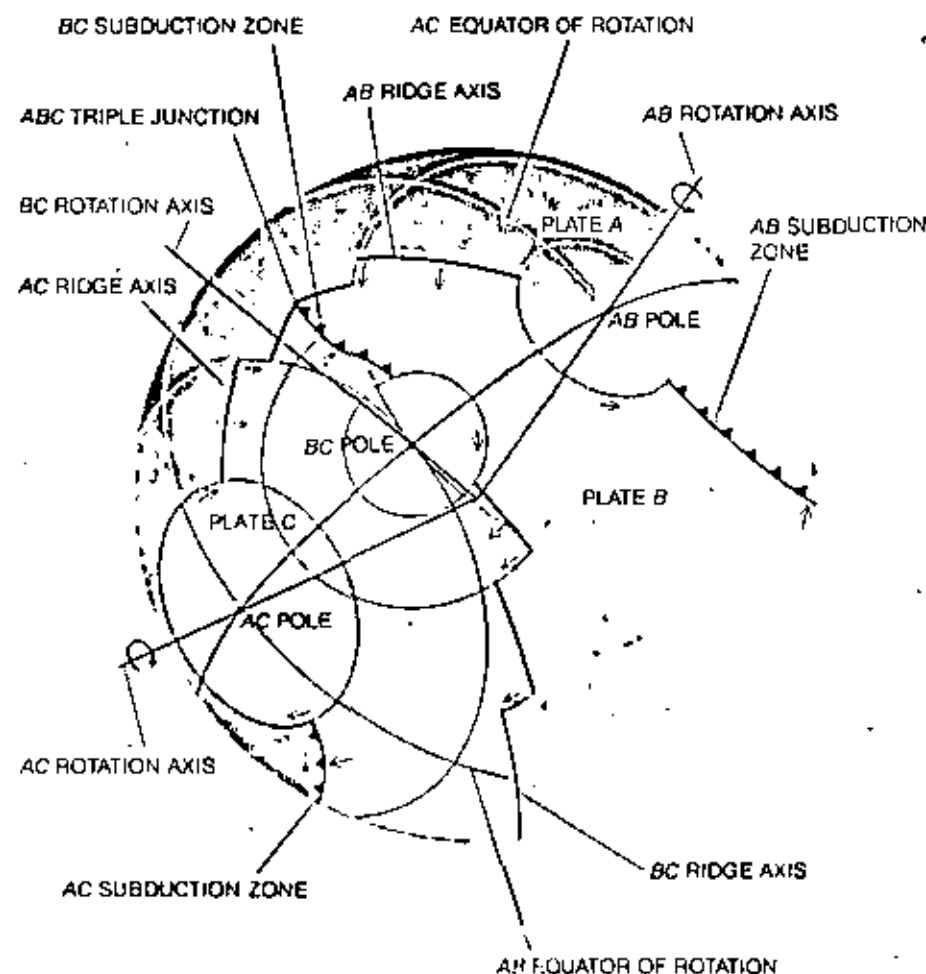 BC SUBDUCTION ZONE
AC EQUATOR OF ROTATION
AB RIDGE AXIS
ABC TRIPLE JUNCTION
AB ROTATION AXIS
BC ROTATION AXIS
PLATE A
AB SUBDUCTION
ZONE
AC RIDGE AXIS
AB POLE
BC POLE
PLATE B
PLATE C
AC POLE
AC ROTATION AXIS
BC RIDGE AXIS
AC SUBDUCTION ZONE
AB EQUATOR OF ROTATION